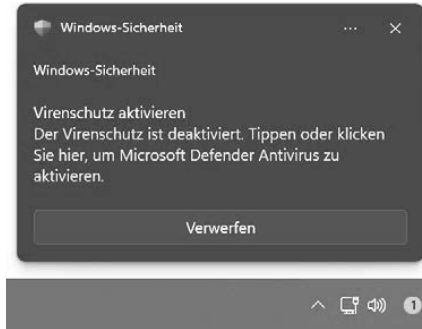 Windows-Sicherheit
Windows-Sicherheit
Virenschutz aktivieren
Der Virenschutz ist deaktiviert. Tippen oder klicken
Sie hier, um Microsoft Defender Antivirus zu
aktivieren.
Verwerfen
1